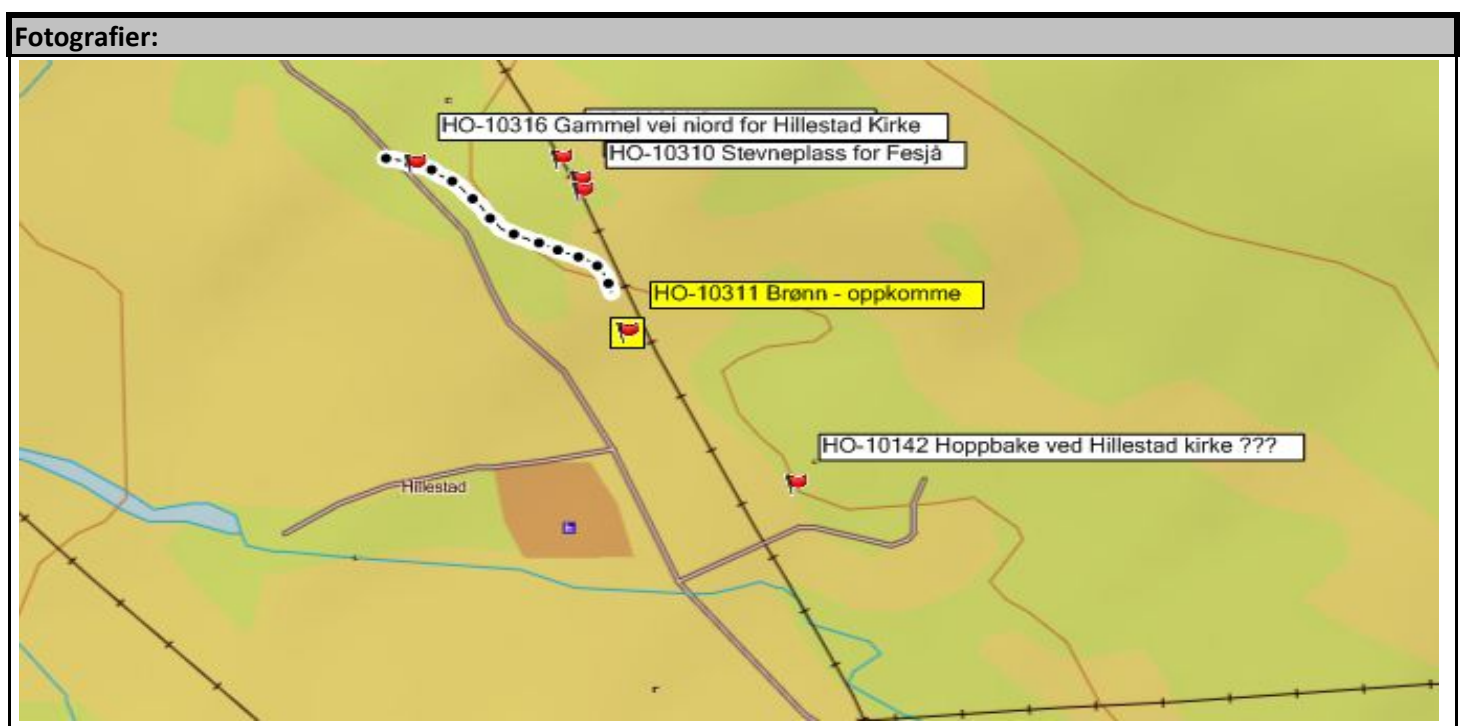 Fotografier:
HO-10316 Gammel vei niord for Hillestad Kirke
HO-10310 Stevneplass for Fesjå
HO-10311 Brønn - oppkomme
HO-10142 Hoppbake ved Hillestad kirke ???
Hillestad